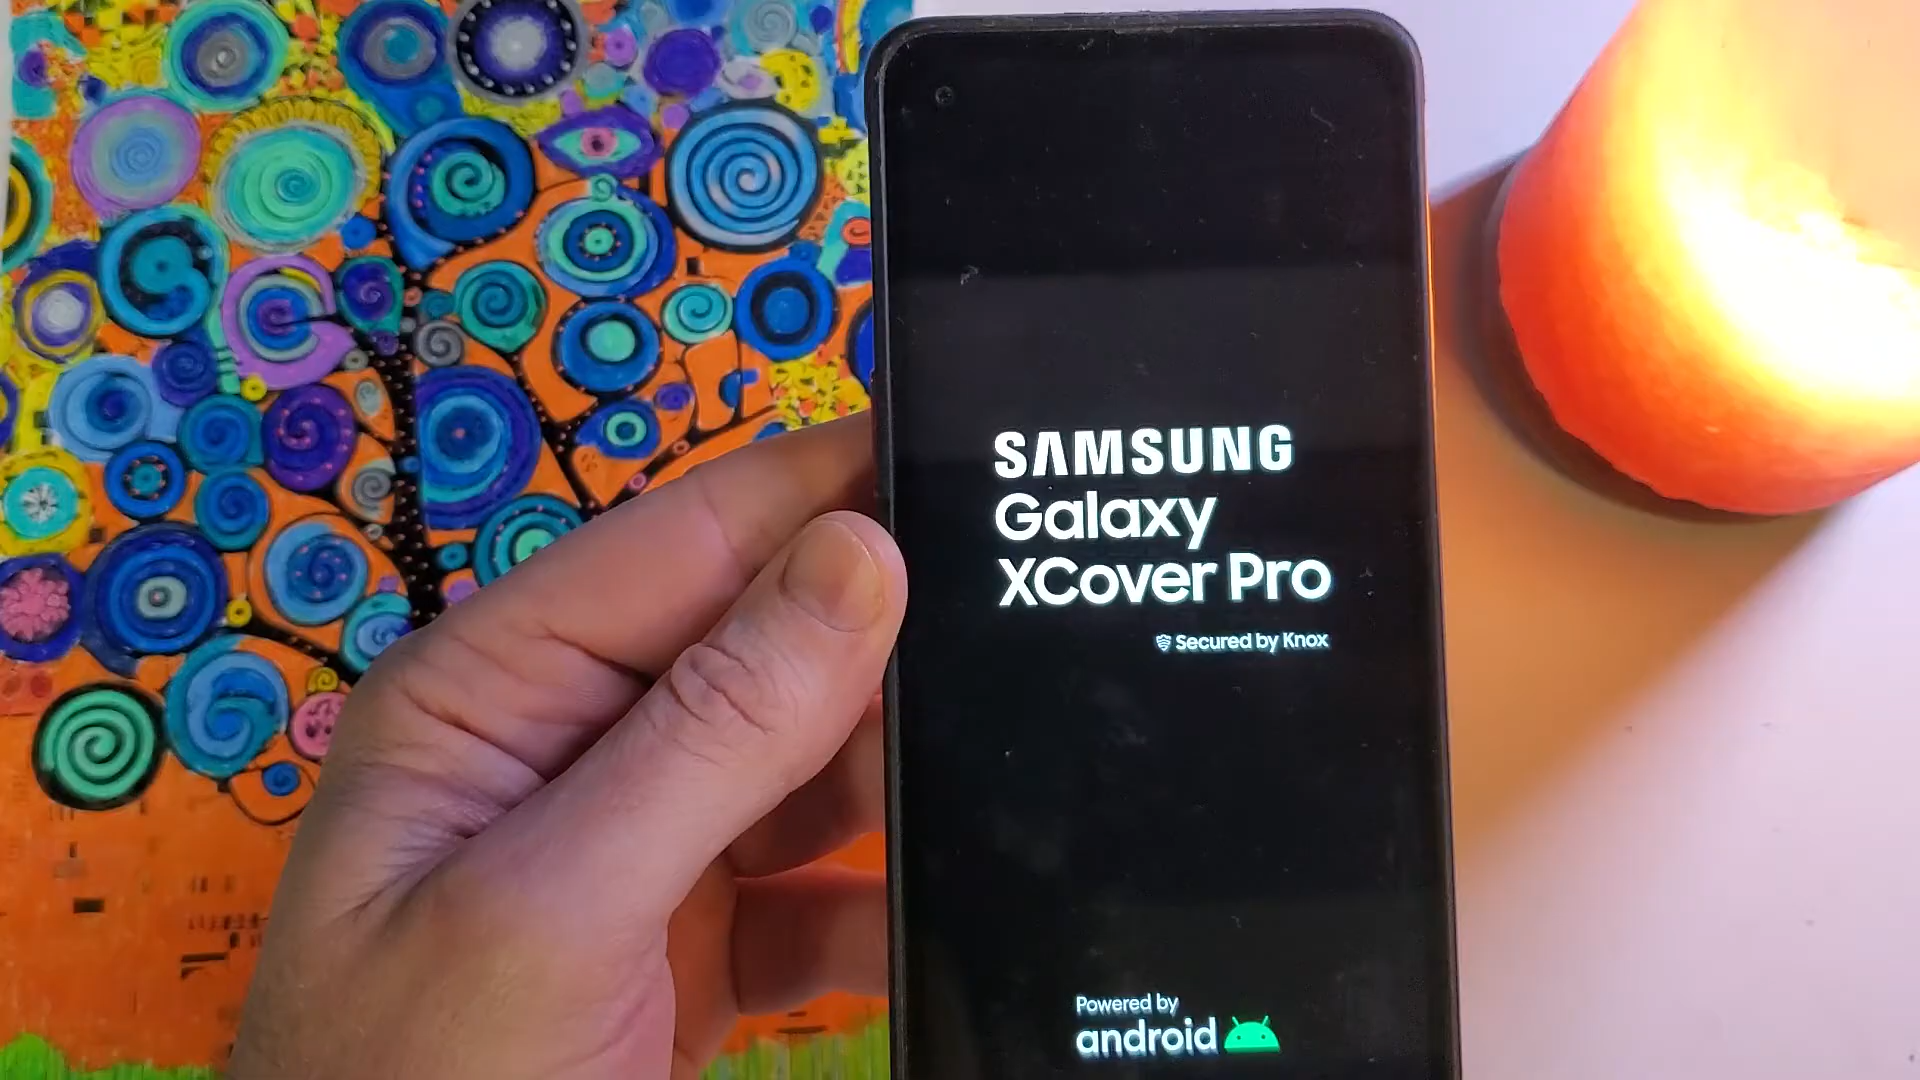 SAMSUNG
Galaxy
XCover Pro
Secured by Knox
Powered by
android